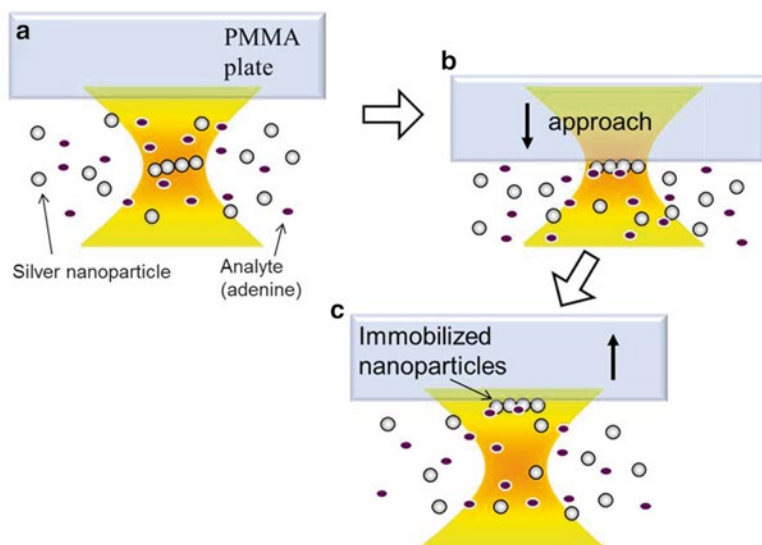 a
PMMA
plate
Silver nanoparticle
Analyte
(adenine)
b
approach
c
Immobilized
nanoparticles